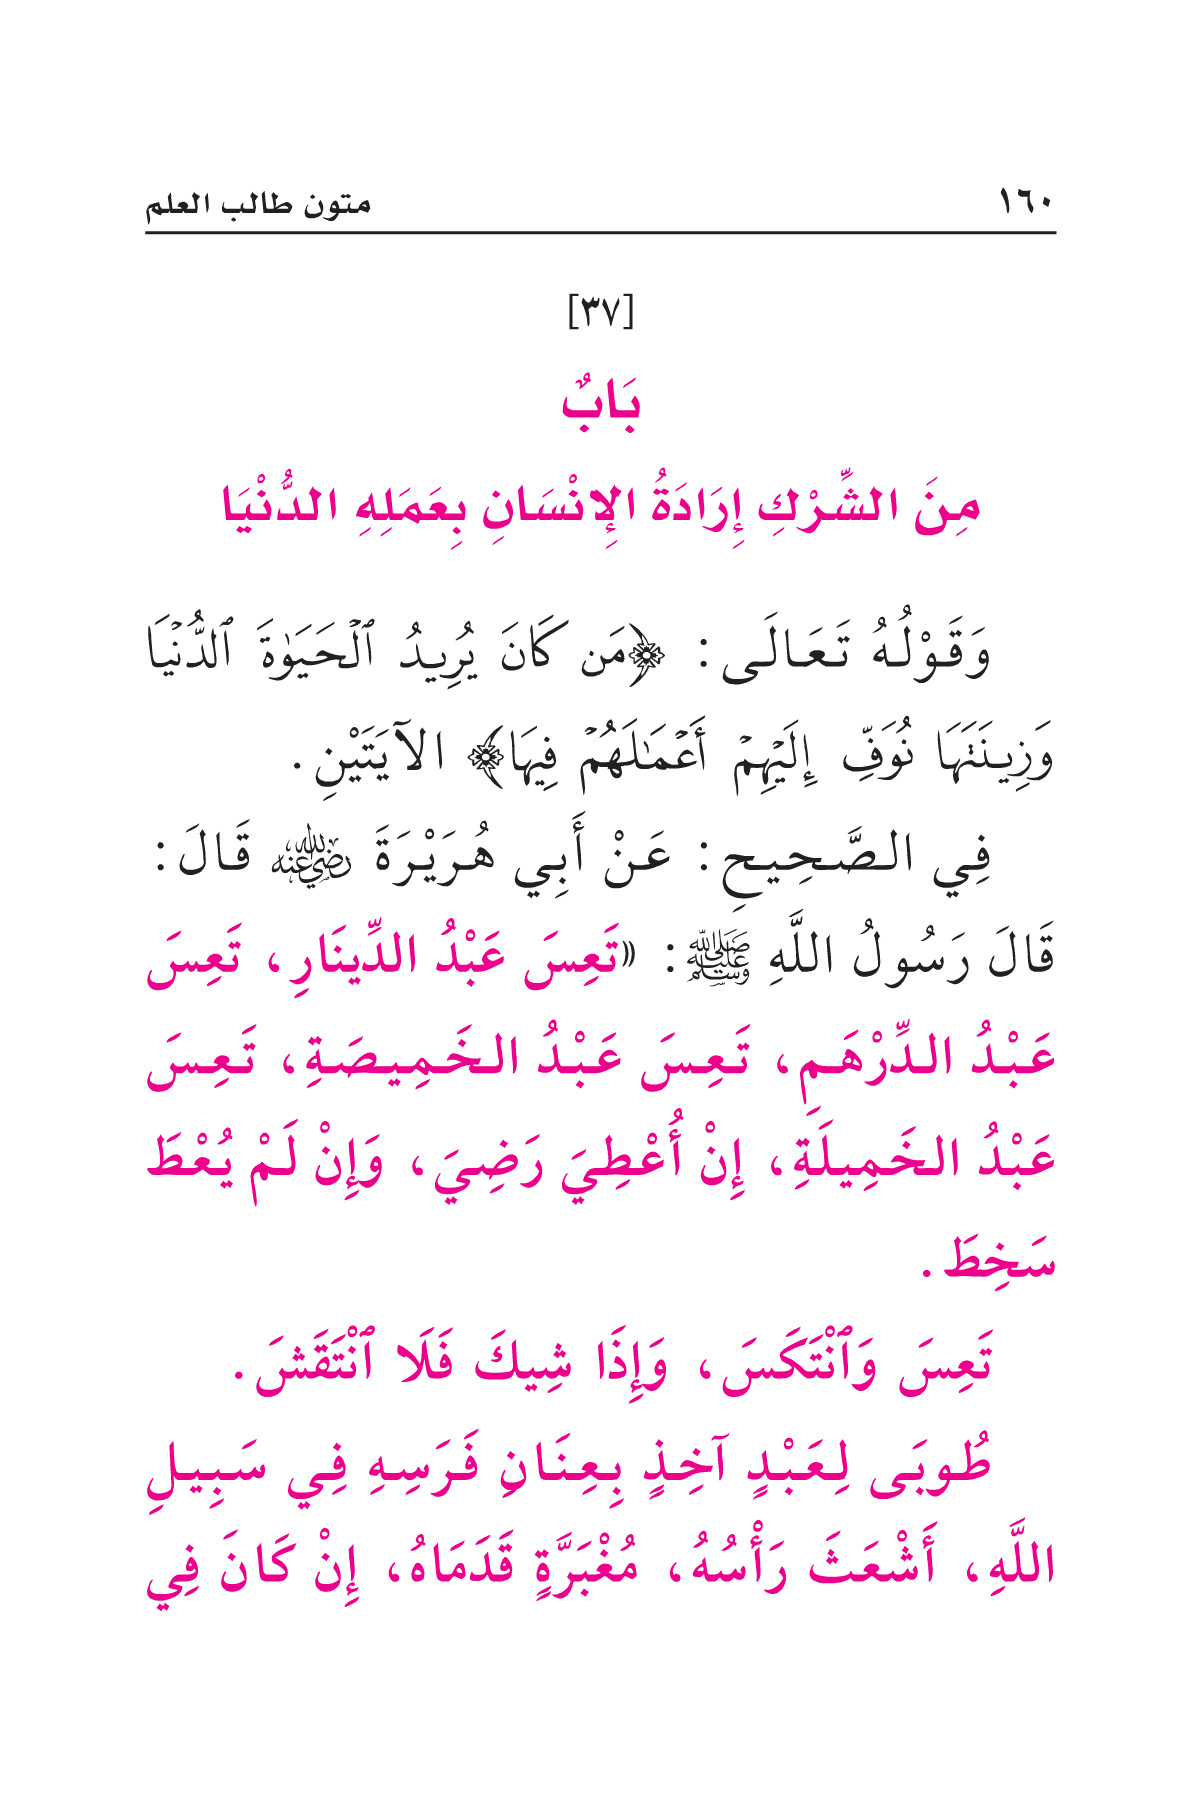 ١٦٠ متون طالب العلم
[٣٧]
بَابٌ
مِنَ الشِّرْكِ إِرَادَةُ الإِنْسَانِ بِعَمَلِهِ الدُّنْيَا
وَقَوْلُهُ تَعَالَى: ﴿مَن كَانَ يُرِيدُ ٱلْحَيَوٰةَ ٱلدُّنْيَا
وَزِينَتَهَا نُوَفِّ إِلَيْهِمْ أَعْمَٰلَهُمْ فِيهَا﴾ الآيَتَيْنِ.
فِي الصَّحِيحِ: عَنْ أَبِي هُرَيْرَةَ رضي الله عنه قَالَ:
قَالَ رَسُولُ اللَّهِ ﷺ: «تَعِسَ عَبْدُ الدِّينَارِ، تَعِسَ
عَبْدُ الدِّرْهَمِ، تَعِسَ عَبْدُ الخَمِيصَةِ، تَعِسَ
عَبْدُ الخَمِيلَةِ، إِنْ أُعْطِيَ رَضِيَ، وَإِنْ لَمْ يُعْطَ
سَخِطَ.
تَعِسَ وَٱنْتَكَسَ، وَإِذَا شِيكَ فَلَا ٱنْتَقَشَ.
طُوبَى لِعَبْدٍ آخِذٍ بِعِنَانِ فَرَسِهِ فِي سَبِيلِ
اللَّهِ، أَشْعَثَ رَأْسُهُ، مُغْبَرَّةٍ قَدَمَاهُ، إِنْ كَانَ فِي